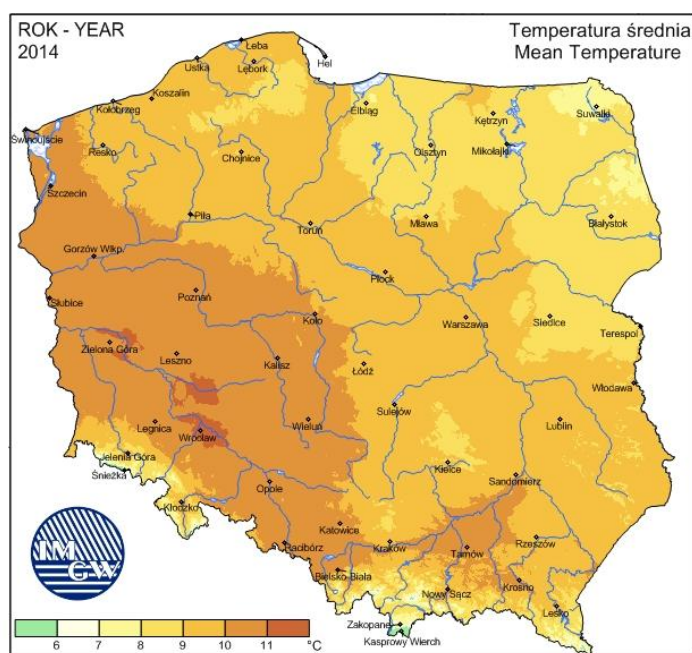 ROK - YEAR
2014
Temperatura średnia
Mean Temperature
Łeba
Ustka
Lębork
Hel
Koszalin
Kołobrzeg
Elbląg
Kętrzyn
Suwałki
Świnoujście
Resko
Chojnice
Olsztyn
Mikołajki
Szczecin
Piła
Toruń
Mława
Białystok
Gorzów Wlkp.
Płock
Słubice
Poznań
Koło
Warszawa
Siedlce
Terespol
Zielona Góra
Leszno
Kalisz
Łódź
Włodawa
Sulejów
Legnica
Wrocław
Wieluń
Lublin
Jelenia Góra
Śnieżka
Opole
Kielce
Sandomierz
Kłodzko
Katowice
Racibórz
Kraków
Tarnów
Rzeszów
Bielsko-Biała
Nowy Sącz
Krosno
Lesko
Zakopane
Kasprowy Wierch
IM
GW
6 7 8 9 10 11 °C